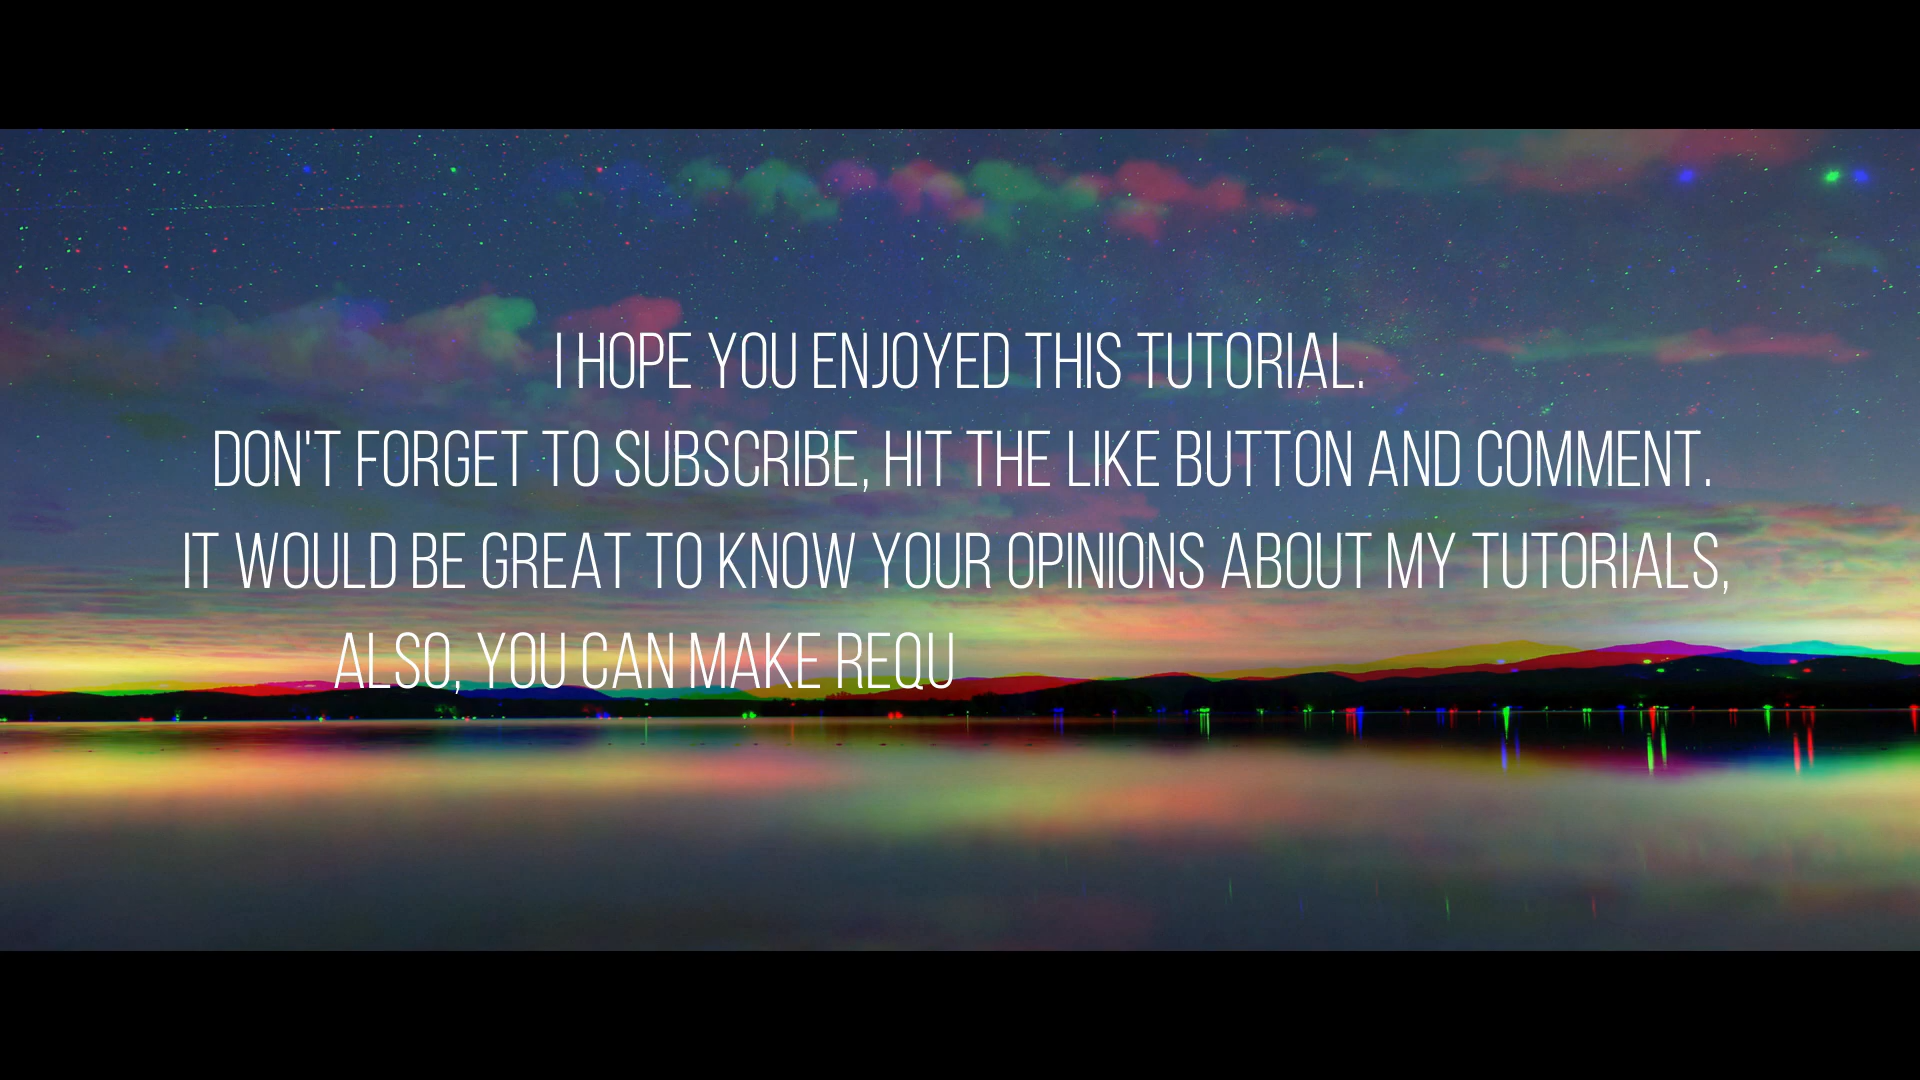 I HOPE YOU ENJOYED THIS TUTORIAL.
DON'T FORGET TO SUBSCRIBE, HIT THE LIKE BUTTON AND COMMENT.
IT WOULD BE GREAT TO KNOW YOUR OPINIONS ABOUT MY TUTORIALS,
ALSO, YOU CAN MAKE REQU